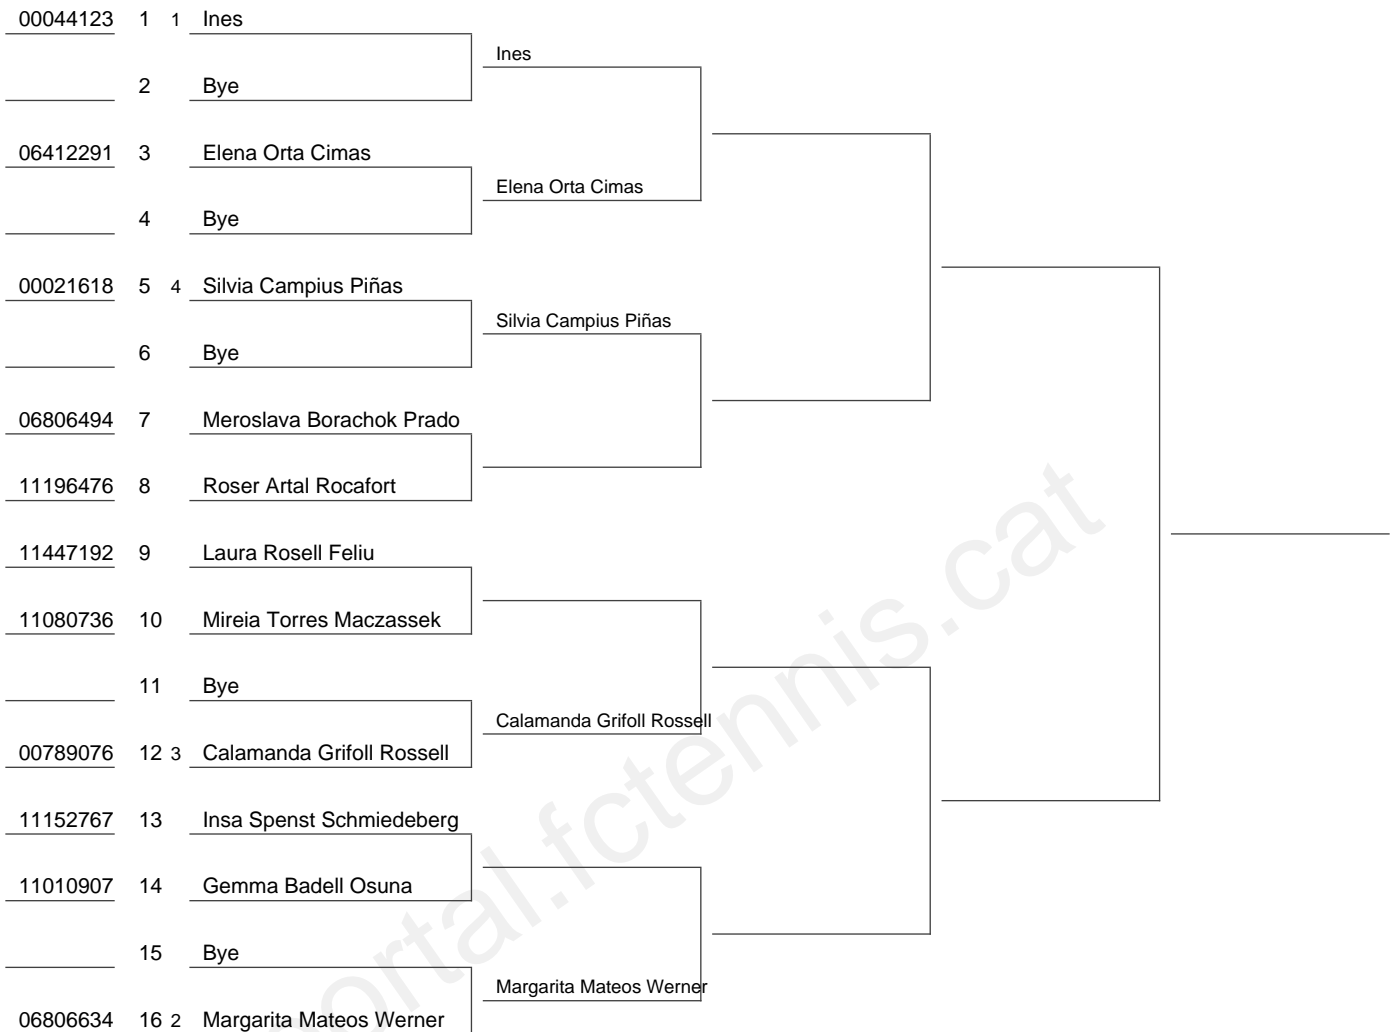 00044123 1 1 Ines
Ines
2 Bye
06412291 3 Elena Orta Cimas
Elena Orta Cimas
4 Bye
00021618 5 4 Silvia Campius Piñas
Silvia Campius Piñas
6 Bye
06806494 7 Meroslava Borachok Prado
11196476 8 Roser Artal Rocafort
11447192 9 Laura Rosell Feliu
11080736 10 Mireia Torres Maczassek
11 Bye
Calamanda Grifoll Rossell
00789076 12 3 Calamanda Grifoll Rossell
11152767 13 Insa Spenst Schmiedeberg
11010907 14 Gemma Badell Osuna
15 Bye
Margarita Mateos Werner
06806634 16 2 Margarita Mateos Werner
ortal.fctennis.cat